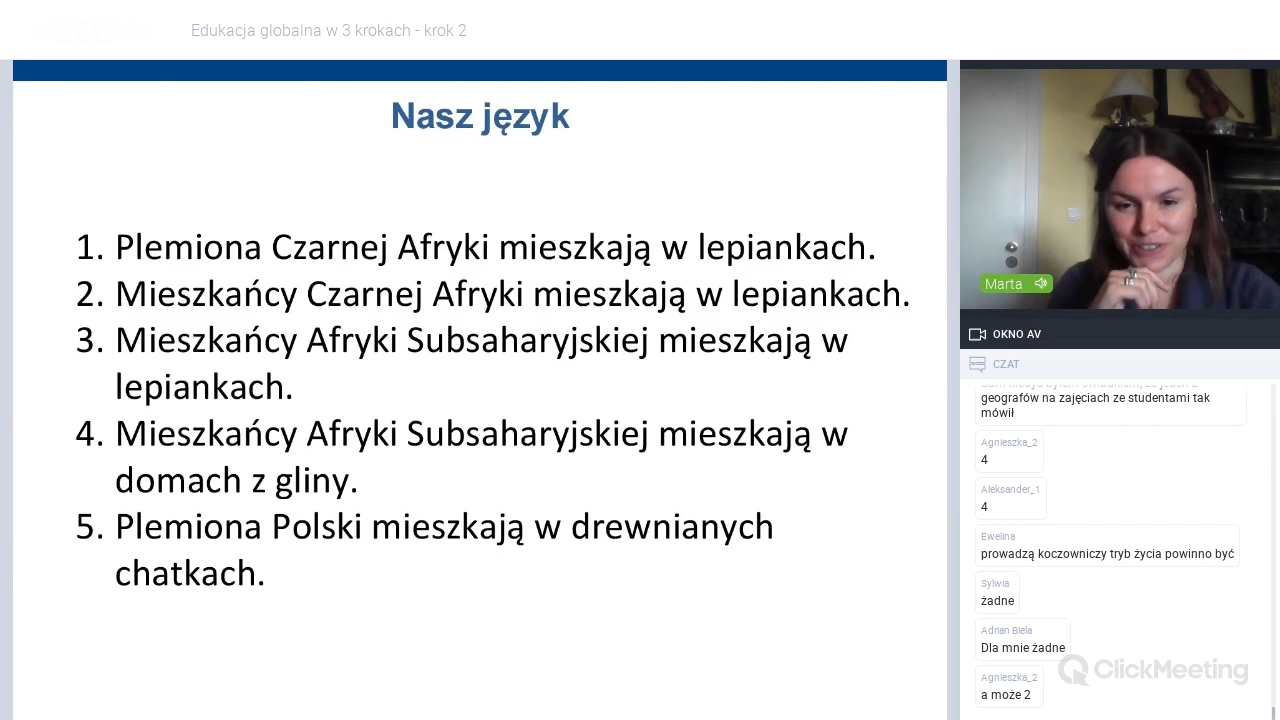 Edukacja globalna w 3 krokach - krok 2
Nasz język
1. Plemiona Czarnej Afryki mieszkają w lepiankach.
2. Mieszkańcy Czarnej Afryki mieszkają w lepiankach.
3. Mieszkańcy Afryki Subsaharyjskiej mieszkają w
lepiankach.
4. Mieszkańcy Afryki Subsaharyjskiej mieszkają w
domach z gliny.
5. Plemiona Polski mieszkają w drewnianych
chatkach.
Marta
OKNO AV
CZAT
geografów na zajęciach ze studentami tak
mówił
Agnieszka_2
4
Aleksander_1
4
Ewelina
prowadzą koczowniczy tryb życia powinno być
Sylwia
żadne
Adrian Biela
Dla mnie żadne
Agnieszka_2
a może 2
ClickMeeting